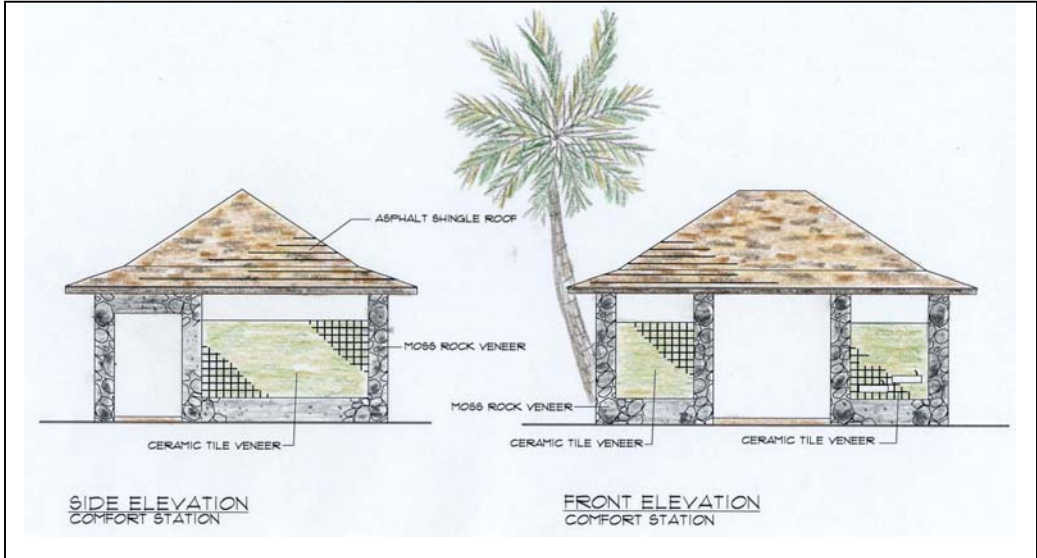 ASPHALT SHINGLE ROOF
MOSS ROCK VENEER
CERAMIC TILE VENEER
SIDE ELEVATION
COMFORT STATION
MOSS ROCK VENEER
CERAMIC TILE VENEER
CERAMIC TILE VENEER
FRONT ELEVATION
COMFORT STATION